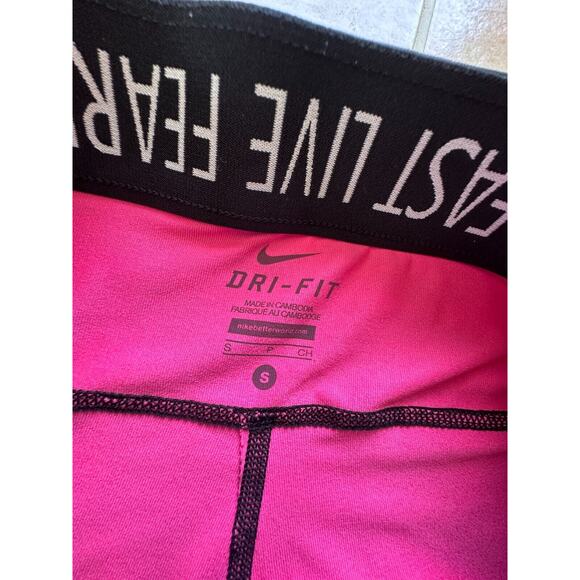 EAST LIVE FEAR
DRI-FIT
MADE IN CAMBODIA
FABRIQUÉ AU CAMBODGE
nikebetterworld.com
S P CH
S